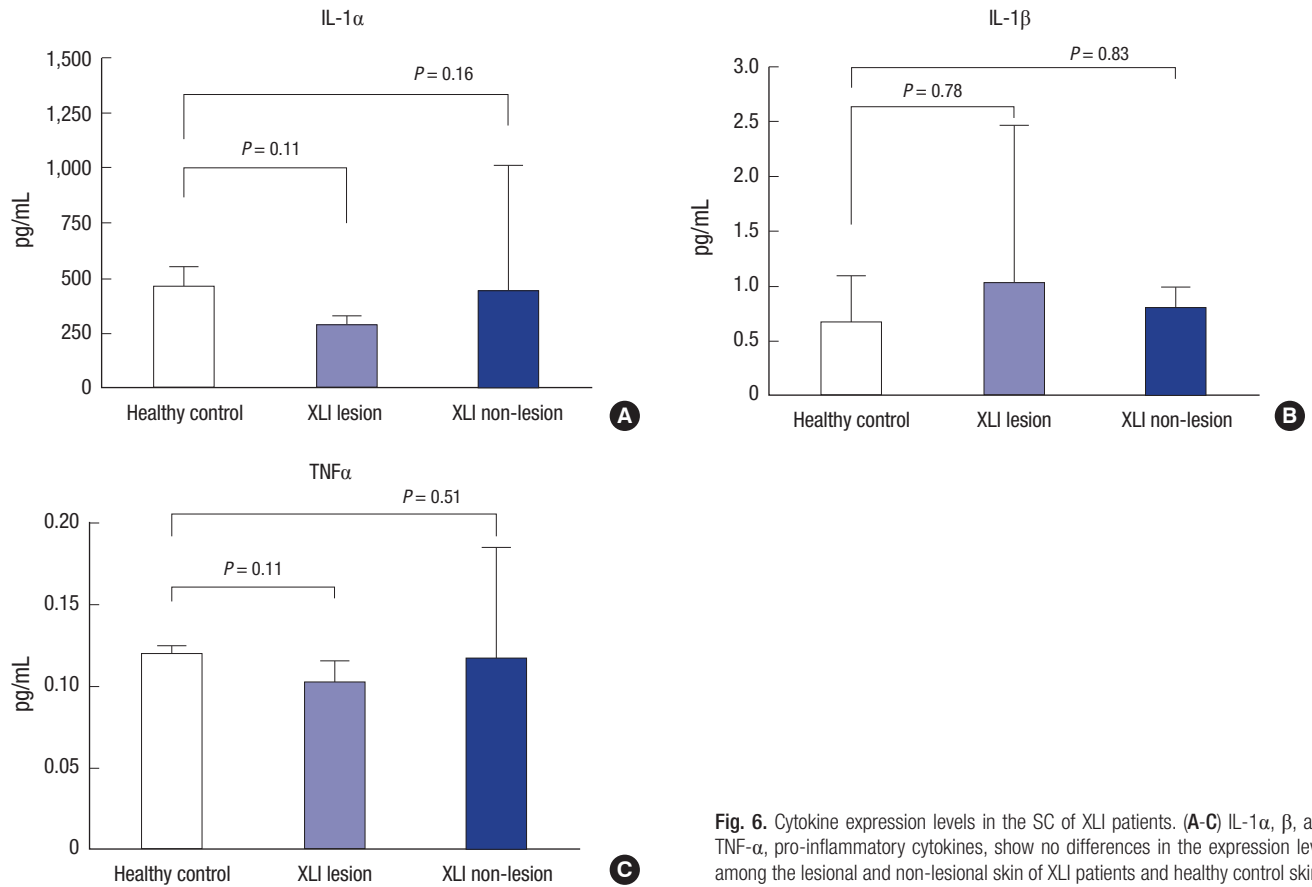 IL-1α
1,500
1,250
1,000
750
500
250
0
pg/mL
P = 0.16
P = 0.11
Healthy control
XLI lesion
XLI non-lesion
A
IL-1β
3.0
2.5
2.0
1.5
1.0
0.5
0
pg/mL
P = 0.83
P = 0.78
Healthy control
XLI lesion
XLI non-lesion
B
TNFα
0.20
0.15
0.10
0.05
0
pg/mL
P = 0.51
P = 0.11
Healthy control
XLI lesion
XLI non-lesion
C
Fig. 6. Cytokine expression levels in the SC of XLI patients. (A-C) IL-1α, β,
TNF-α, pro-inflammatory cytokines, show no differences in the expression
among the lesional and non-lesional skin of XLI patients and healthy control